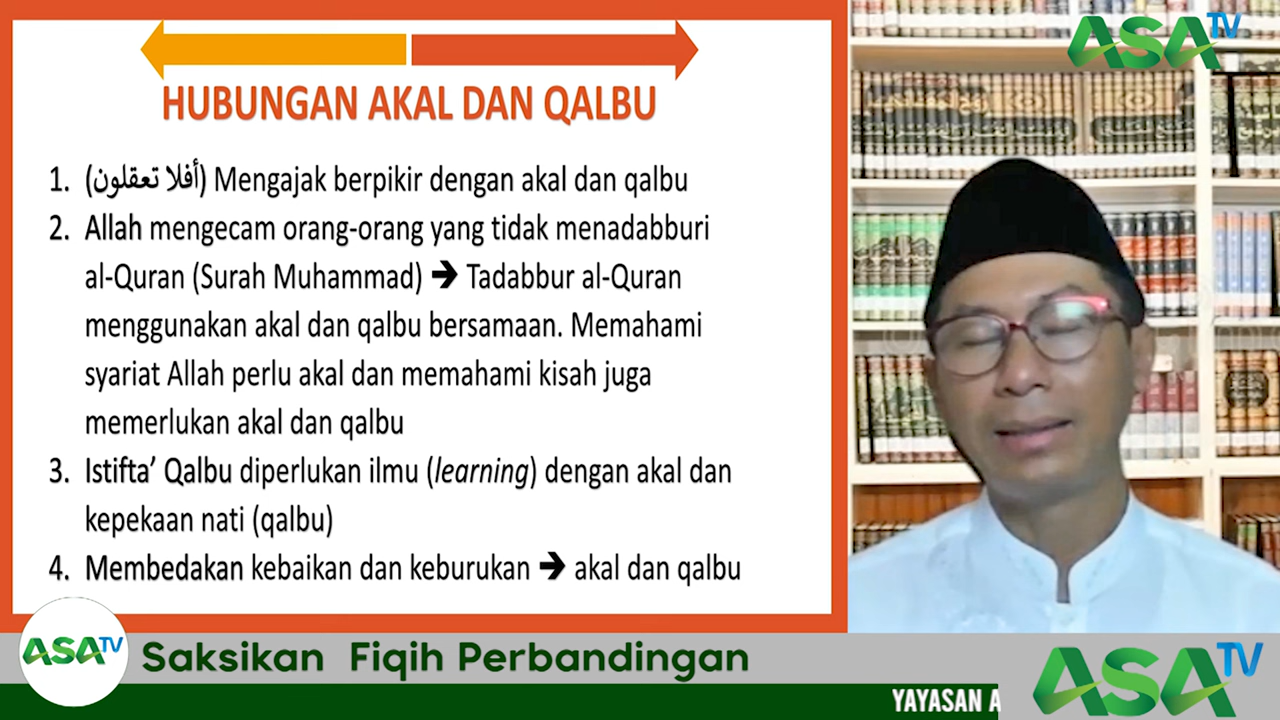 ASA TV
HUBUNGAN AKAL DAN QALBU
1. (أفلا تعقلون) Mengajak berpikir dengan akal dan qalbu
2. Allah mengecam orang-orang yang tidak menadabburi
al-Quran (Surah Muhammad) ➔ Tadabbur al-Quran
menggunakan akal dan qalbu bersamaan. Memahami
syariat Allah perlu akal dan memahami kisah juga
memerlukan akal dan qalbu
3. Istifta’ Qalbu diperlukan ilmu (learning) dengan akal dan
kepekaan nati (qalbu)
4. Membedakan kebaikan dan keburukan ➔ akal dan qalbu
ASA TV
Saksikan Fiqih Perbandingan
ASA TV
YAYASAN A